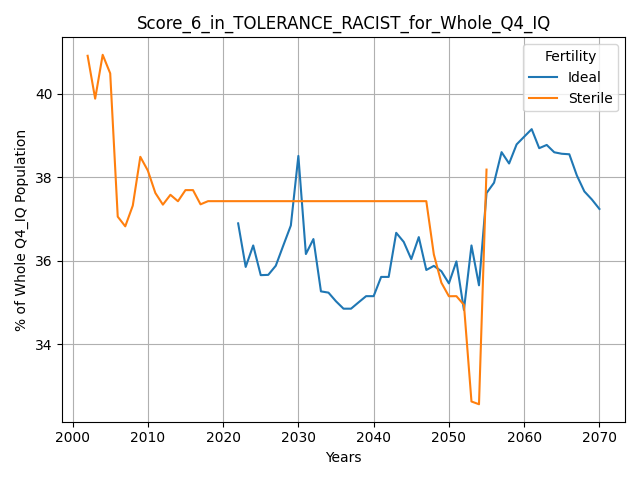 Score_6_in_TOLERANCE_RACIST_for_Whole_Q4_IQ
Fertility
Ideal
Sterile
% of Whole Q4_IQ Population
40
38
36
34
2000 2010 2020 2030 2040 2050 2060 2070
Years